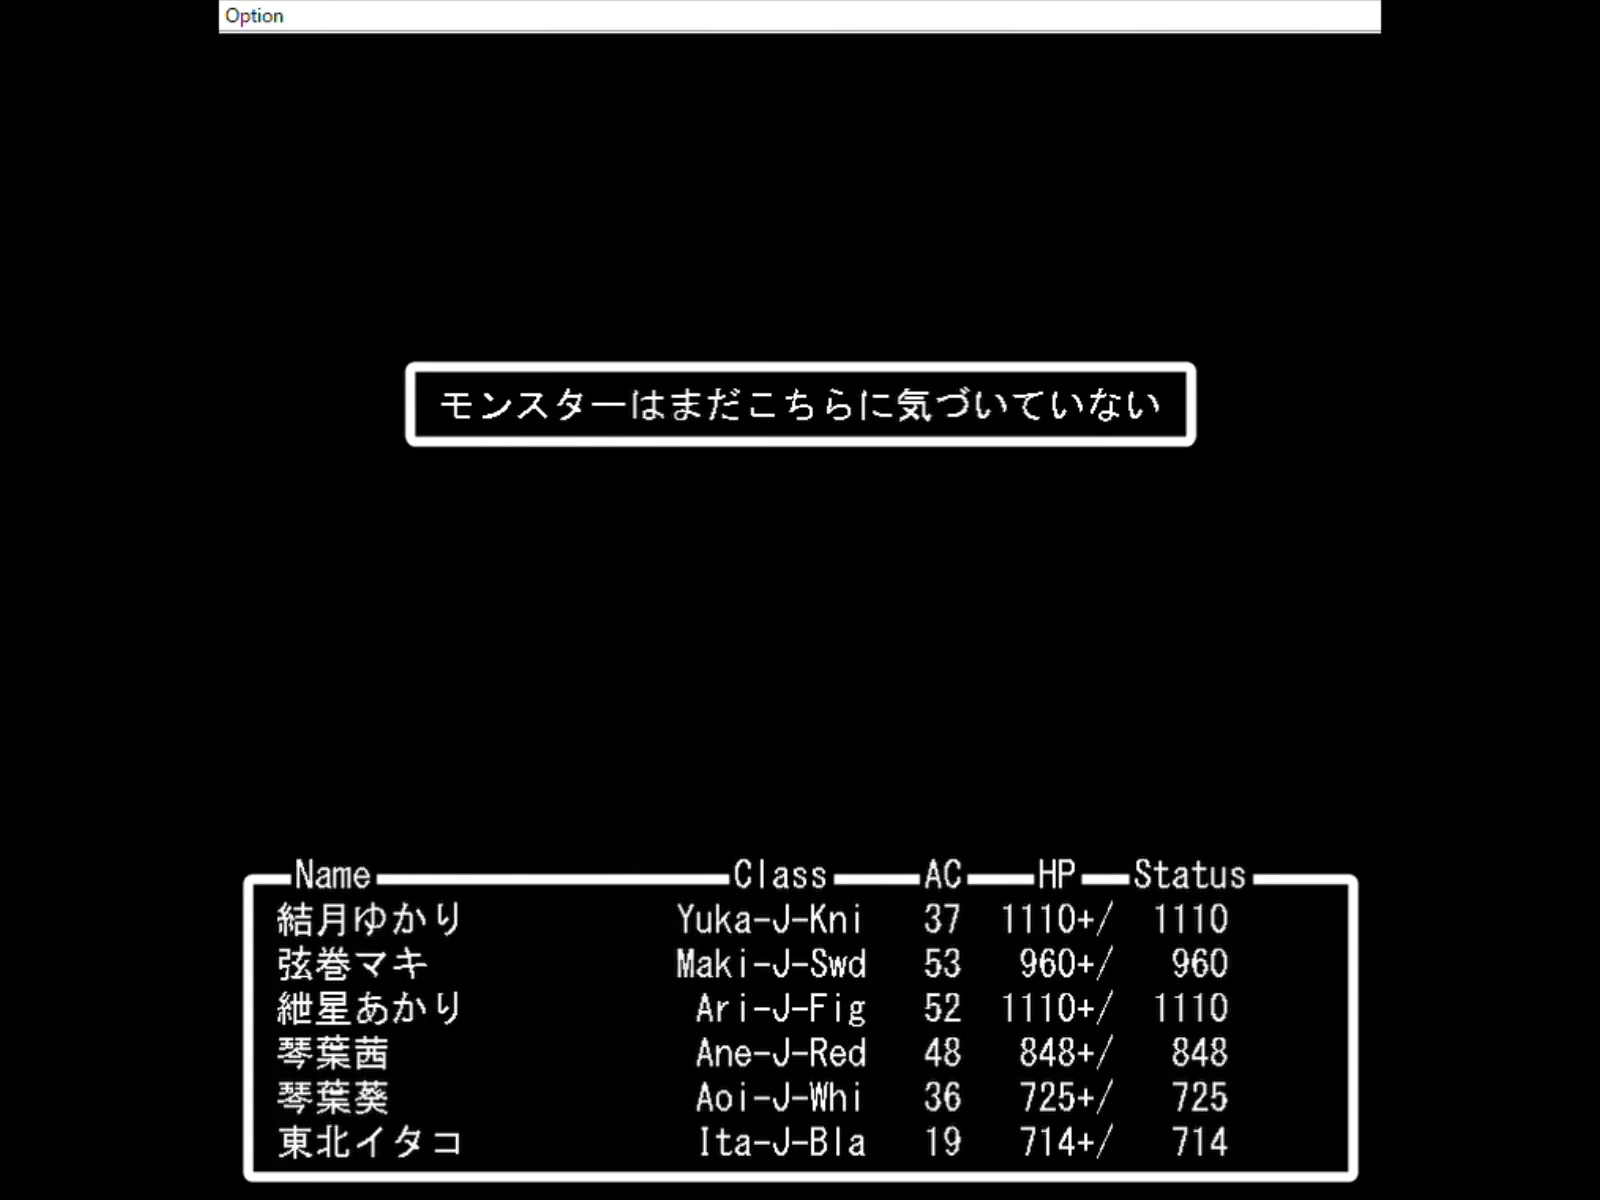 Option
モンスターはまだこちらに気づいていない
Name Class AC HP Status
結月ゆかり Yuka-J-Kni 37 1110+/ 1110
弦巻マキ Maki-J-Swd 53 960+/ 960
紲星あかり Ari-J-Fig 52 1110+/ 1110
琴葉茜 Ane-J-Red 48 848+/ 848
琴葉葵 Aoi-J-Whi 36 725+/ 725
東北イタコ Ita-J-Bla 19 714+/ 714